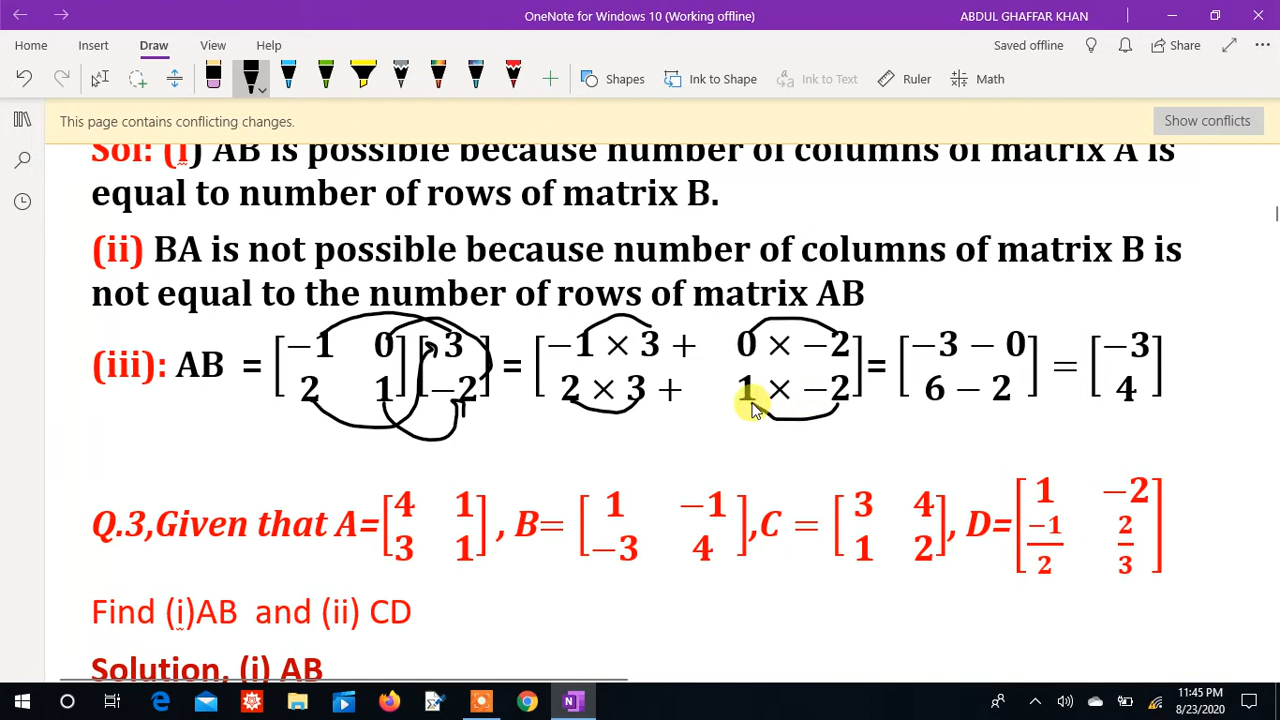 OneNote for Windows 10 (Working offline)
ABDUL GHAFFAR KHAN
Home Insert Draw View Help
Saved offline
Share
Shapes
Ink to Shape
Ink to Text
Ruler
Math
This page contains conflicting changes.
Show conflicts
Sol: (i) AB is possible because number of columns of matrix A is
equal to number of rows of matrix B.
(ii) BA is not possible because number of columns of matrix B is
not equal to the number of rows of matrix AB
(iii): AB = [−1 0; 2 1] [3; −2] = [−1 × 3 + 0 × −2; 2 × 3 + 1 × −2] = [−3 − 0; 6 − 2] = [−3; 4]
Q.3,Given that A=[4 1; 3 1] , B= [1 −1; −3 4],C = [3 4; 1 2], D=[1 −2; −1/2 2/3]
Find (i)AB and (ii) CD
Solution, (i) AB
11:45 PM
8/23/2020